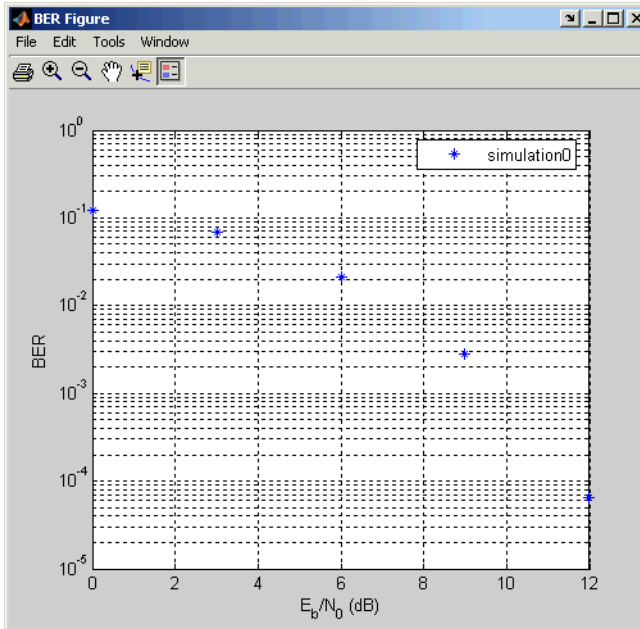 BER Figure
File Edit Tools Window
simulation0
10^0
10^-1
10^-2
10^-3
10^-4
10^-5
BER
0 2 4 6 8 10 12
E_b/N_0 (dB)